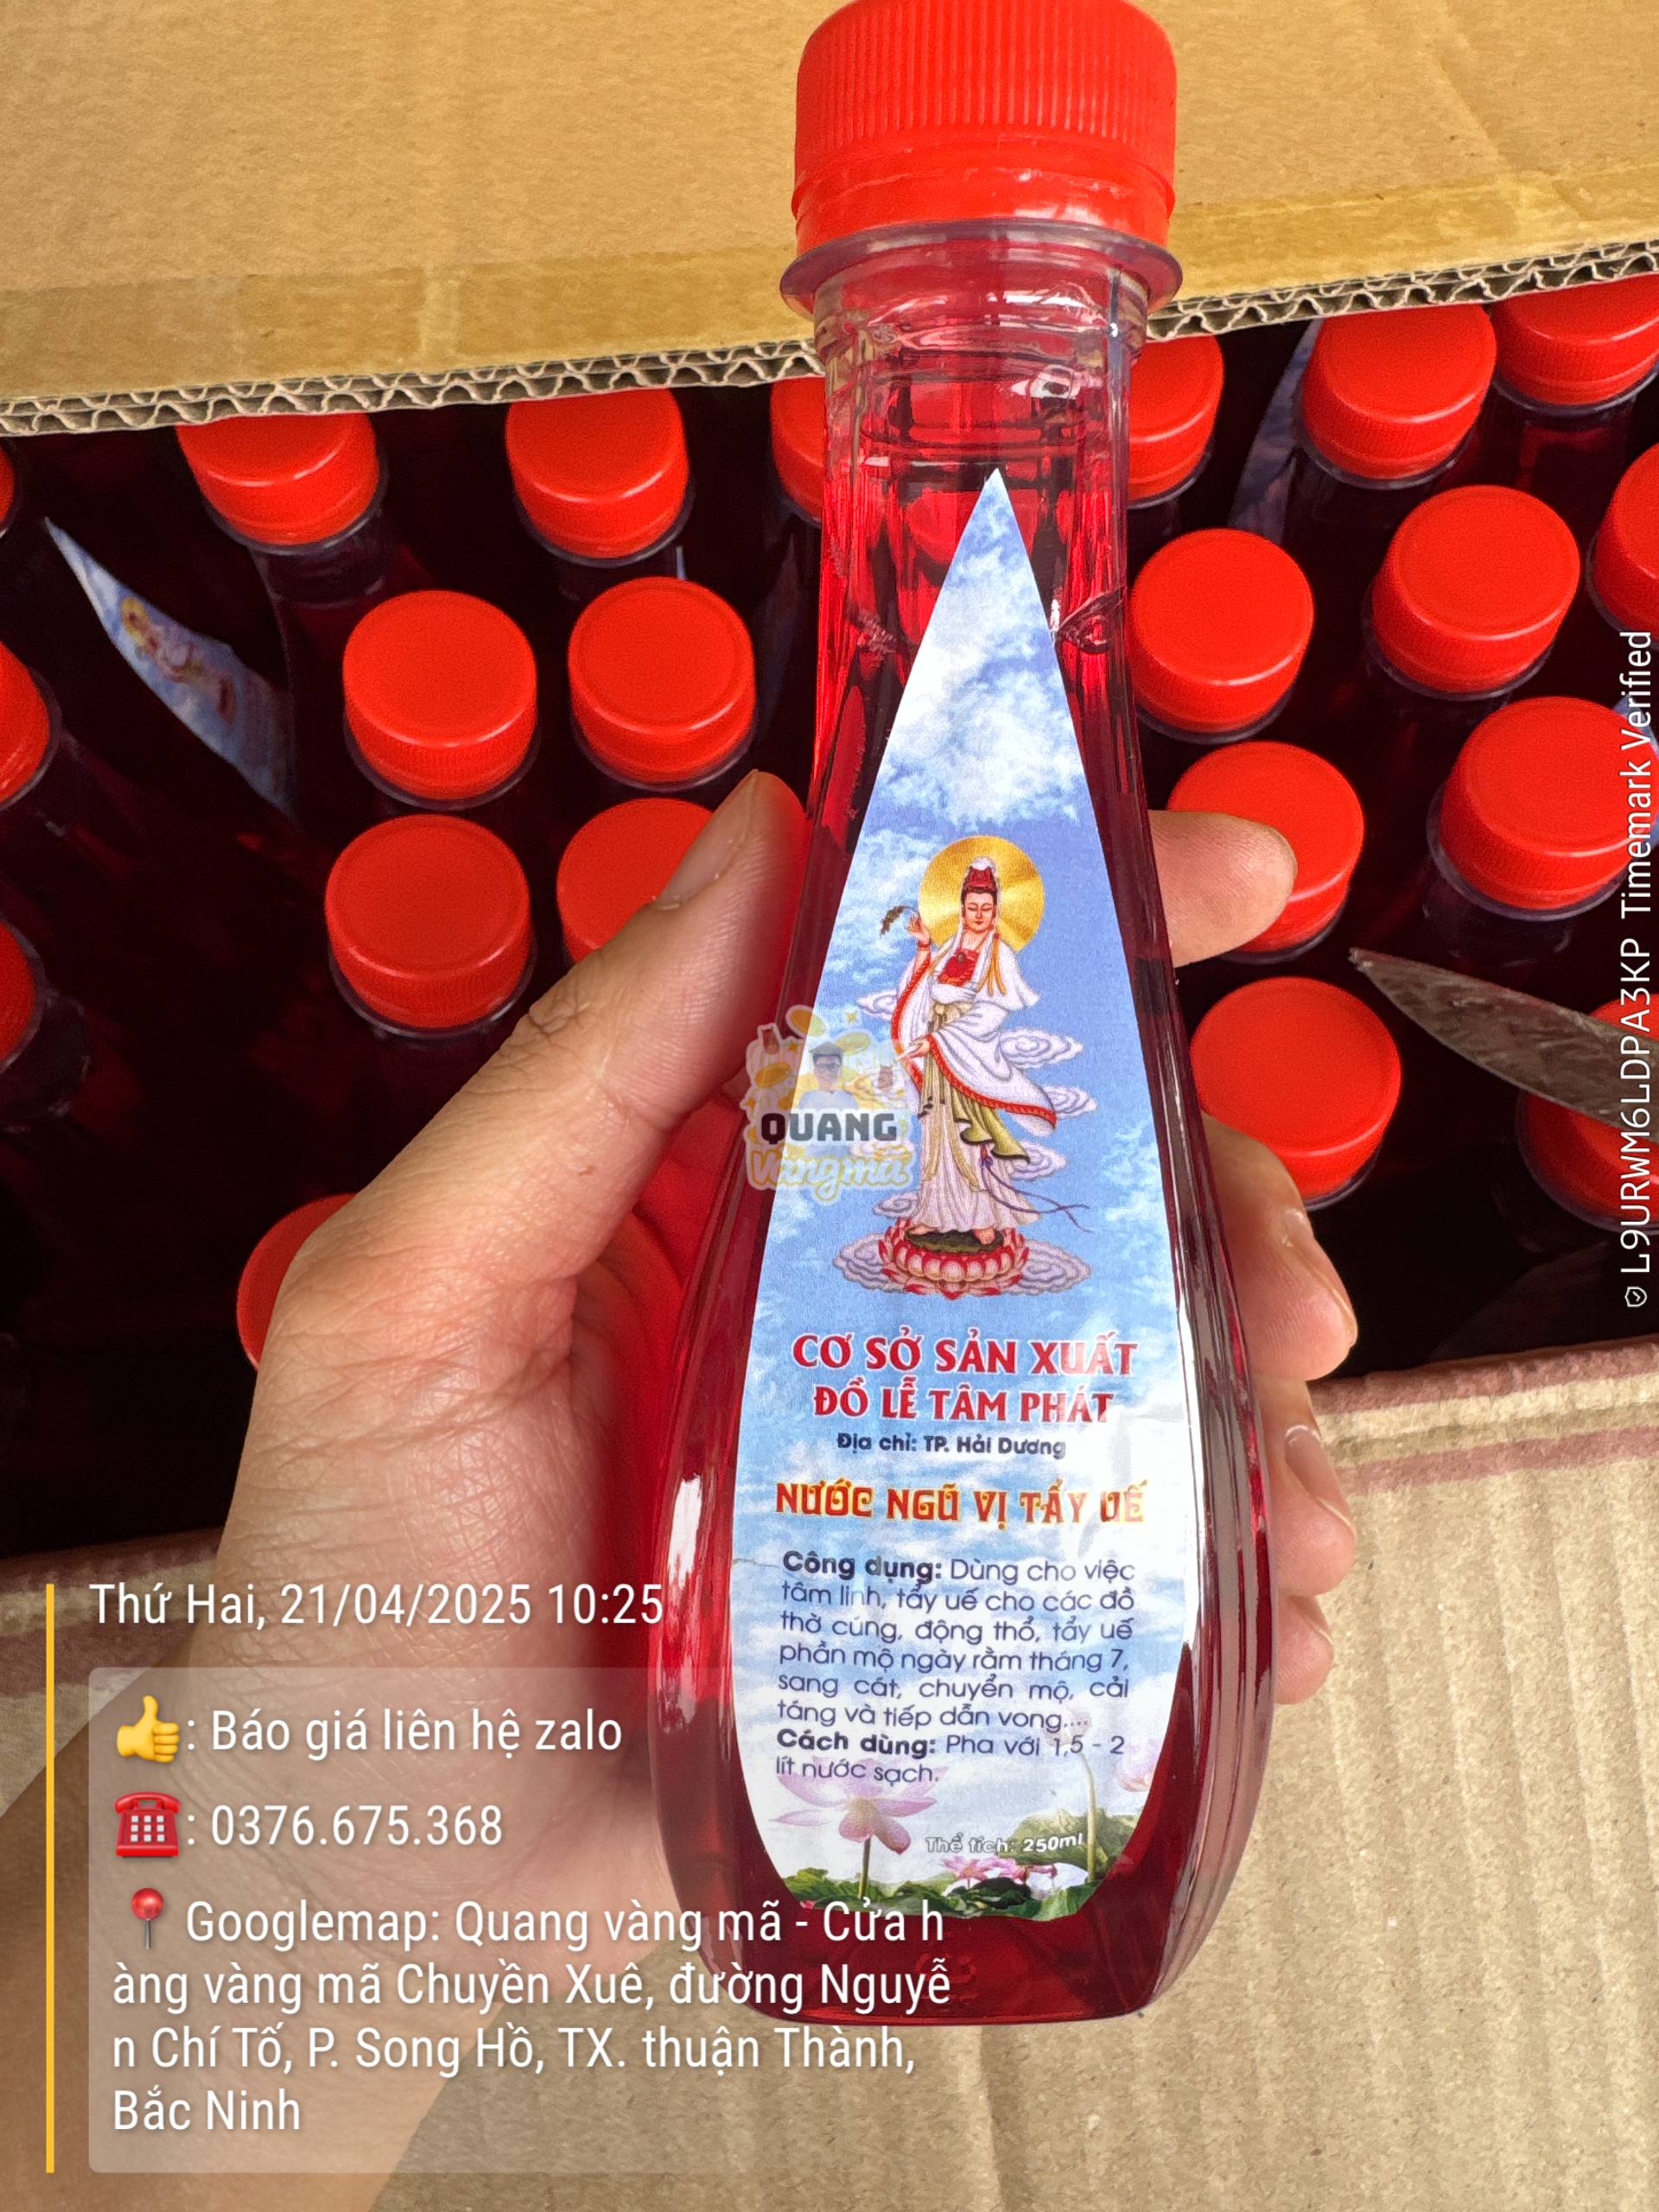 QUANG
Vàng mã
CƠ SỞ SẢN XUẤT
ĐỒ LỄ TÂM PHÁT
Địa chỉ: TP. Hải Dương
NƯỚC NGŨ VỊ TẨY UẾ
Công dụng: Dùng cho việc
tâm linh, tẩy uế cho các đồ
thờ cúng, động thổ, tẩy uế
phần mộ ngày rằm tháng 7,
sang cát, chuyển mộ, cải
táng và tiếp dẫn vong,...
Cách dùng: Pha với 1,5 - 2
lít nước sạch.
Thể tích: 250ml
Thứ Hai, 21/04/2025 10:25
👍: Báo giá liên hệ zalo
☎️: 0376.675.368
📍 Googlemap: Quang vàng mã - Cửa h
àng vàng mã Chuyền Xuê, đường Nguyễ
n Chí Tố, P. Song Hồ, TX. thuận Thành,
Bắc Ninh
L9URWM6LDPA3KP Timemark Verified